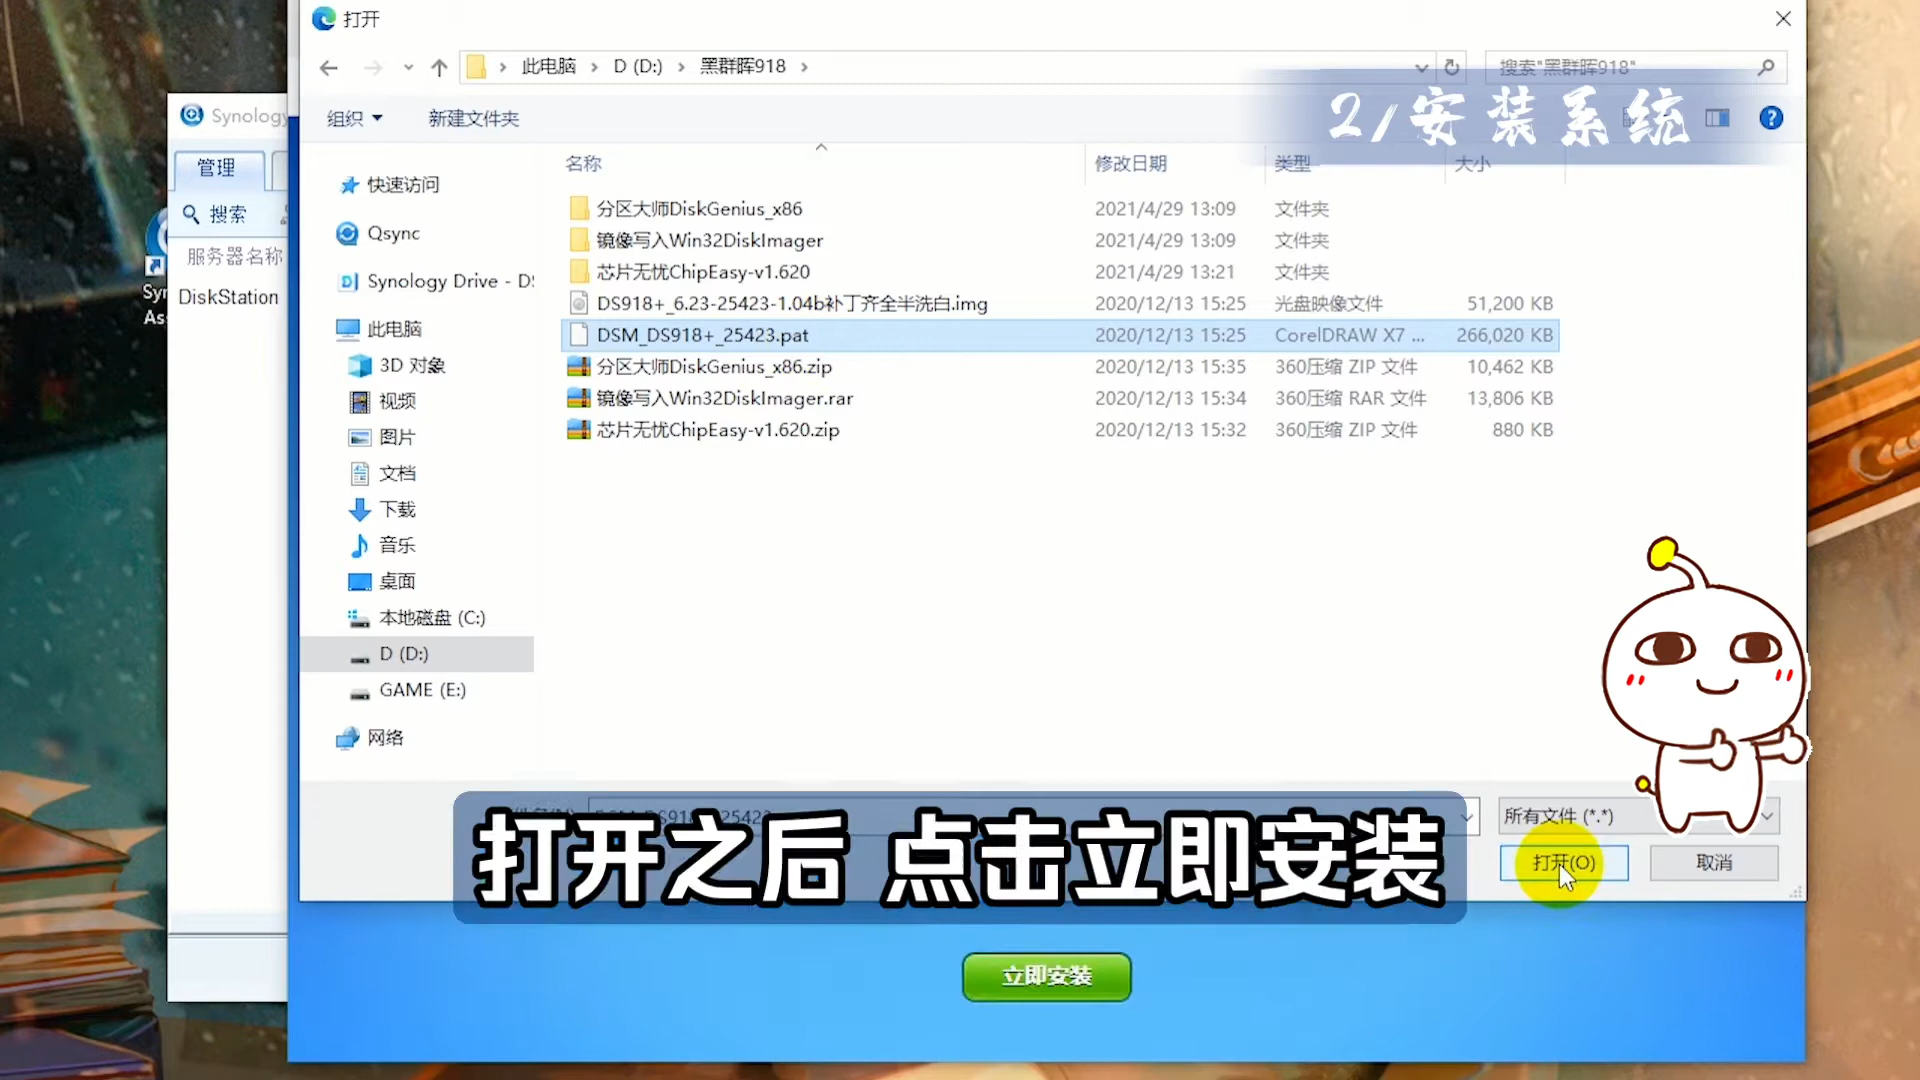 打开
此电脑 › D (D:) › 黑群晖918 ›
搜索"黑群晖918"
组织
新建文件夹
2/安装系统
名称 修改日期 类型 大小
分区大师DiskGenius_x86 2021/4/29 13:09 文件夹
镜像写入Win32DiskImager 2021/4/29 13:09 文件夹
芯片无忧ChipEasy-v1.620 2021/4/29 13:21 文件夹
DS918+_6.23-25423-1.04b补丁齐全半洗白.img 2020/12/13 15:25 光盘映像文件 51,200 KB
DSM_DS918+_25423.pat 2020/12/13 15:25 CorelDRAW X7 ... 266,020 KB
分区大师DiskGenius_x86.zip 2020/12/13 15:35 360压缩 ZIP 文件 10,462 KB
镜像写入Win32DiskImager.rar 2020/12/13 15:34 360压缩 RAR 文件 13,806 KB
芯片无忧ChipEasy-v1.620.zip 2020/12/13 15:32 360压缩 ZIP 文件 880 KB
快速访问
Qsync
Synology Drive - D
此电脑
3D 对象
视频
图片
文档
下载
音乐
桌面
本地磁盘 (C:)
D (D:)
GAME (E:)
网络
Synology
管理
搜索
服务器名称
DiskStation
Syn
As
所有文件 (*.*)
打开(O)
取消
打开之后 点击立即安装
立即安装